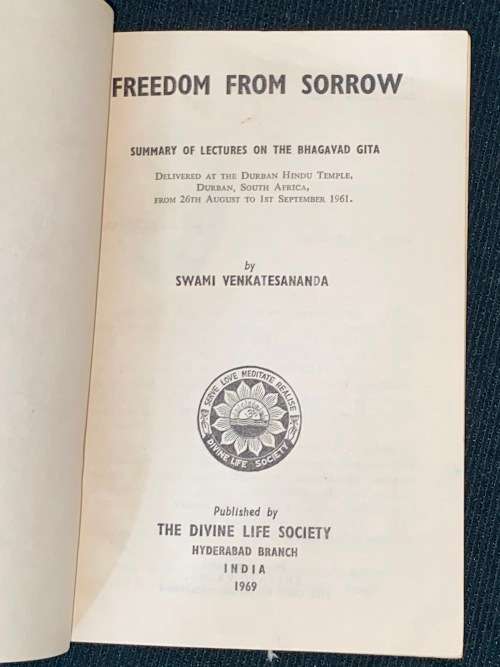 FREEDOM FROM SORROW
SUMMARY OF LECTURES ON THE BHAGAVAD GITA
DELIVERED AT THE DURBAN HINDU TEMPLE,
DURBAN, SOUTH AFRICA,
FROM 26TH AUGUST TO 1ST SEPTEMBER 1961.
by
SWAMI VENKATESANANDA
SERVE LOVE MEDITATE REALISE
DIVINE LIFE SOCIETY
Published by
THE DIVINE LIFE SOCIETY
HYDERABAD BRANCH
INDIA
1969